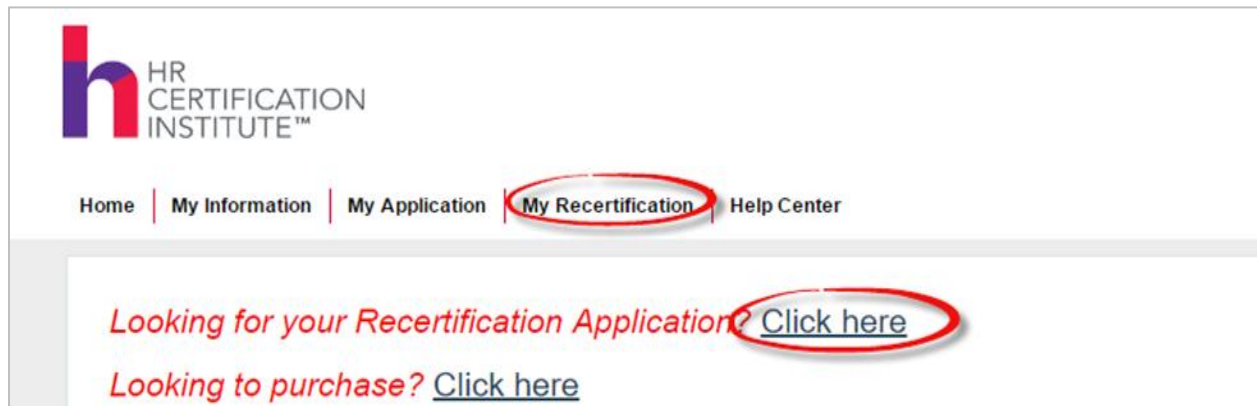 HR
CERTIFICATION
INSTITUTE™
Home My Information My Application My Recertification Help Center
Looking for your Recertification Application? Click here
Looking to purchase? Click here